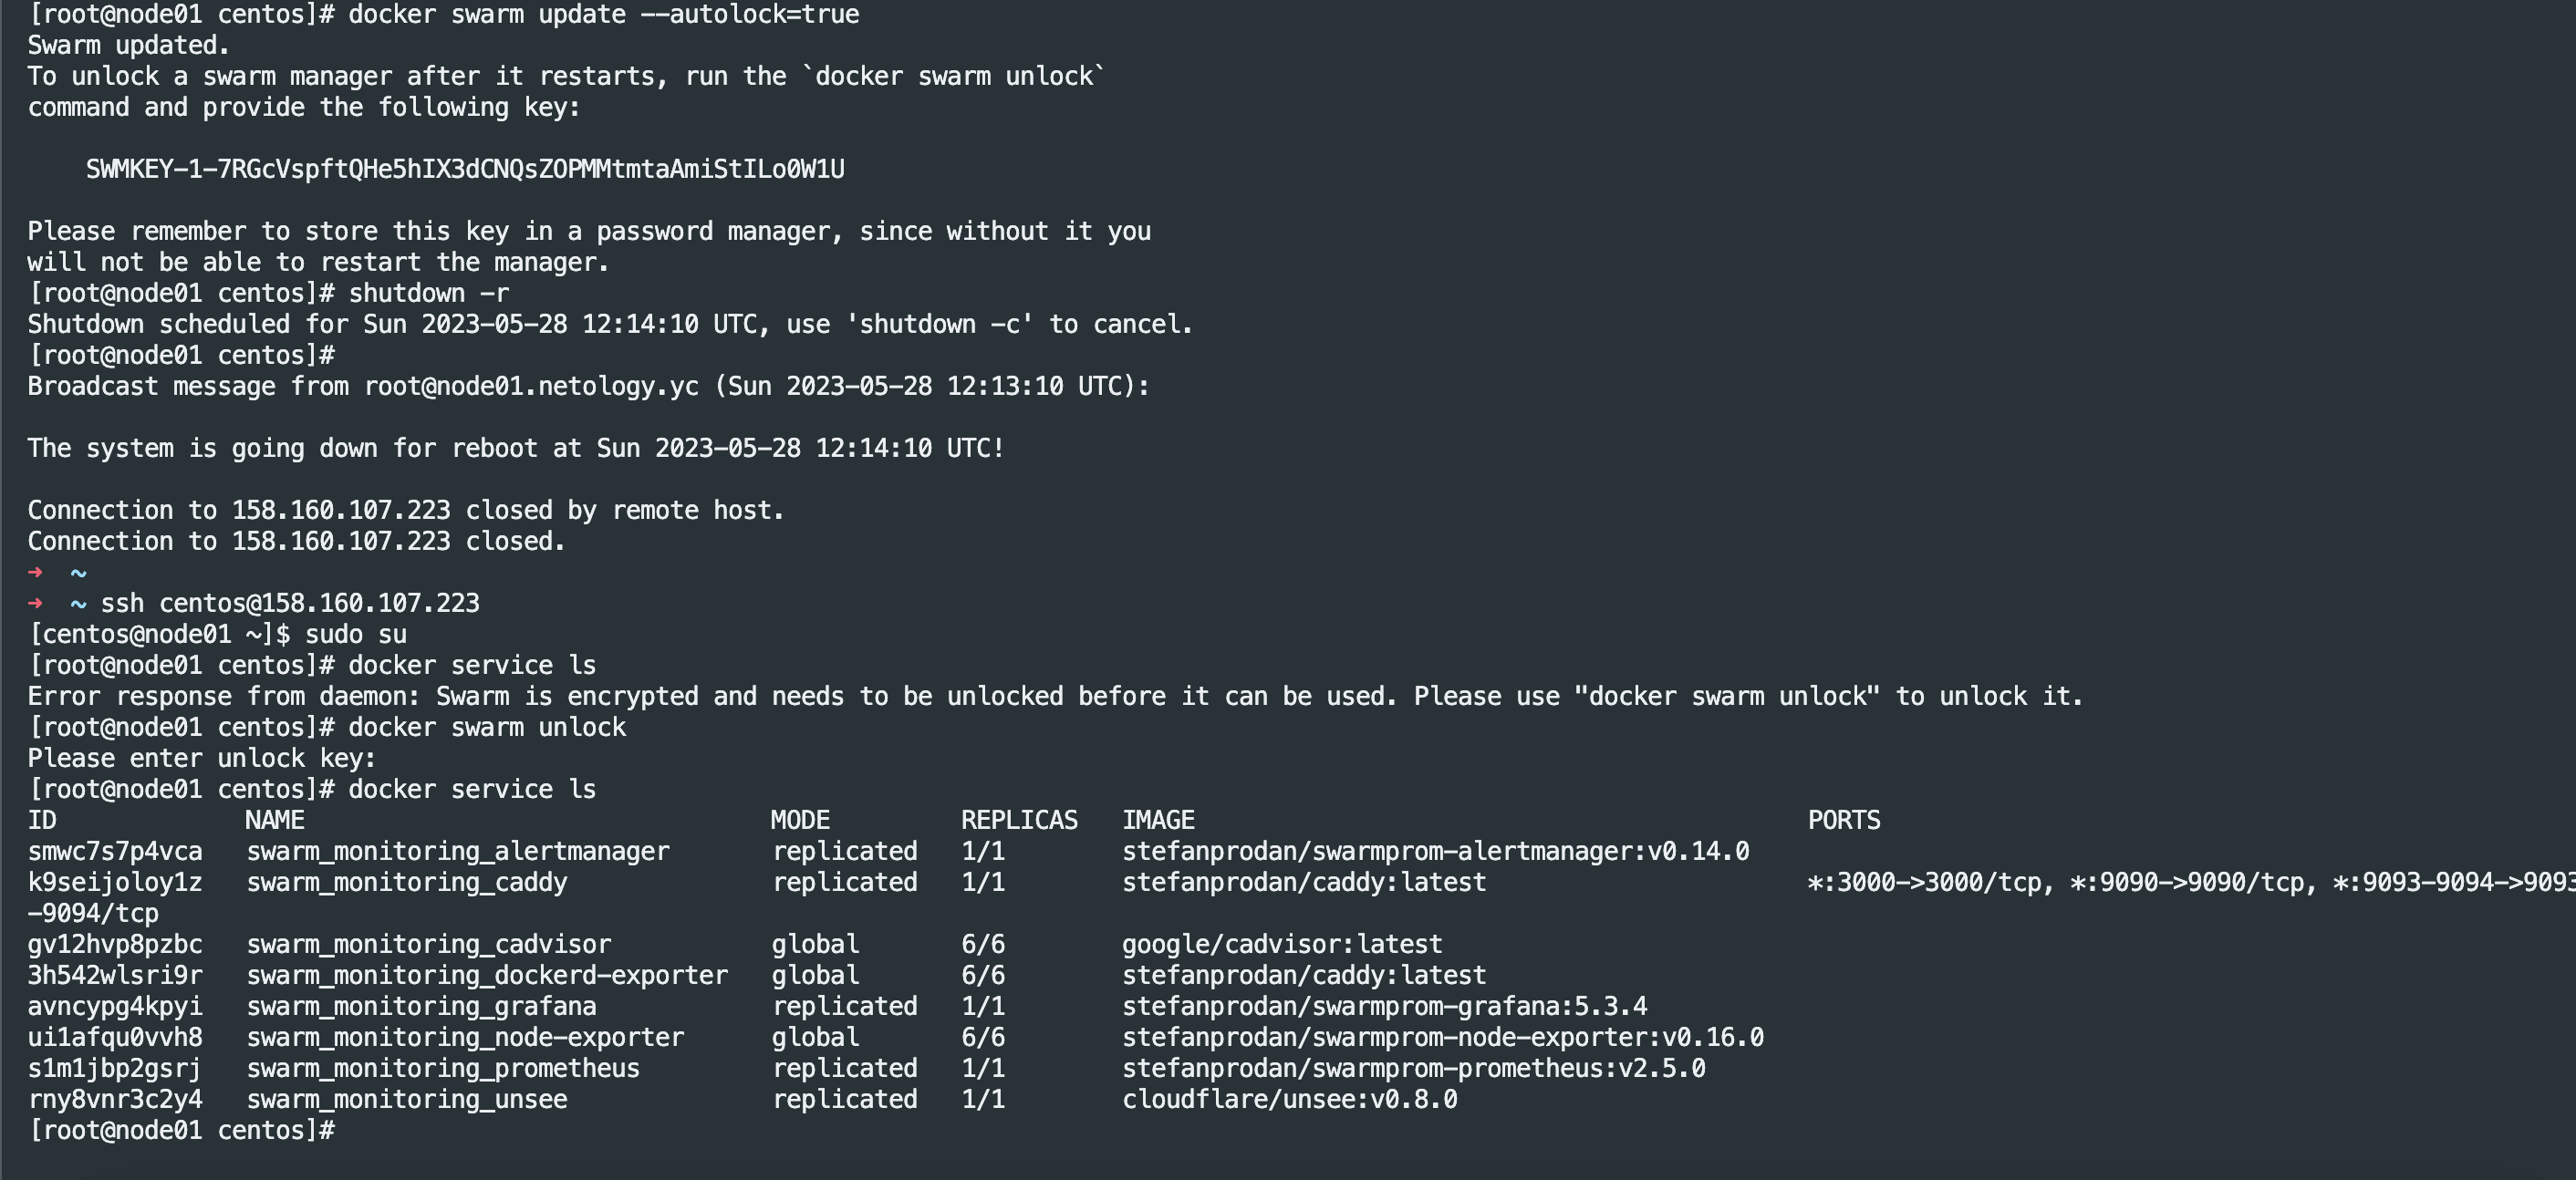 [root@node01 centos]# docker swarm update --autolock=true
Swarm updated.
To unlock a swarm manager after it restarts, run the `docker swarm unlock`
command and provide the following key:
SWMKEY-1-7RGcVspftQHe5hIX3dCNQsZOPMMtmtaAmiStILo0W1U
Please remember to store this key in a password manager, since without it you
will not be able to restart the manager.
[root@node01 centos]# shutdown -r
Shutdown scheduled for Sun 2023-05-28 12:14:10 UTC, use 'shutdown -c' to cancel.
[root@node01 centos]#
Broadcast message from root@node01.netology.yc (Sun 2023-05-28 12:13:10 UTC):
The system is going down for reboot at Sun 2023-05-28 12:14:10 UTC!
Connection to 158.160.107.223 closed by remote host.
Connection to 158.160.107.223 closed.
➜  ~
➜  ~ ssh centos@158.160.107.223
[centos@node01 ~]$ sudo su
[root@node01 centos]# docker service ls
Error response from daemon: Swarm is encrypted and needs to be unlocked before it can be used. Please use "docker swarm unlock" to unlock it.
[root@node01 centos]# docker swarm unlock
Please enter unlock key:
[root@node01 centos]# docker service ls
ID             NAME                                MODE         REPLICAS   IMAGE                                          PORTS
smwc7s7p4vca   swarm_monitoring_alertmanager       replicated   1/1        stefanprodan/swarmprom-alertmanager:v0.14.0
k9seijoloy1z   swarm_monitoring_caddy              replicated   1/1        stefanprodan/caddy:latest                      *:3000->3000/tcp, *:9090->9090/tcp, *:9093-9094->9093
-9094/tcp
gv12hvp8pzbc   swarm_monitoring_cadvisor           global       6/6        google/cadvisor:latest
3h542wlsri9r   swarm_monitoring_dockerd-exporter   global       6/6        stefanprodan/caddy:latest
avncypg4kpyi   swarm_monitoring_grafana            replicated   1/1        stefanprodan/swarmprom-grafana:5.3.4
ui1afqu0vvh8   swarm_monitoring_node-exporter      global       6/6        stefanprodan/swarmprom-node-exporter:v0.16.0
s1m1jbp2gsrj   swarm_monitoring_prometheus         replicated   1/1        stefanprodan/swarmprom-prometheus:v2.5.0
rny8vnr3c2y4   swarm_monitoring_unsee              replicated   1/1        cloudflare/unsee:v0.8.0
[root@node01 centos]#